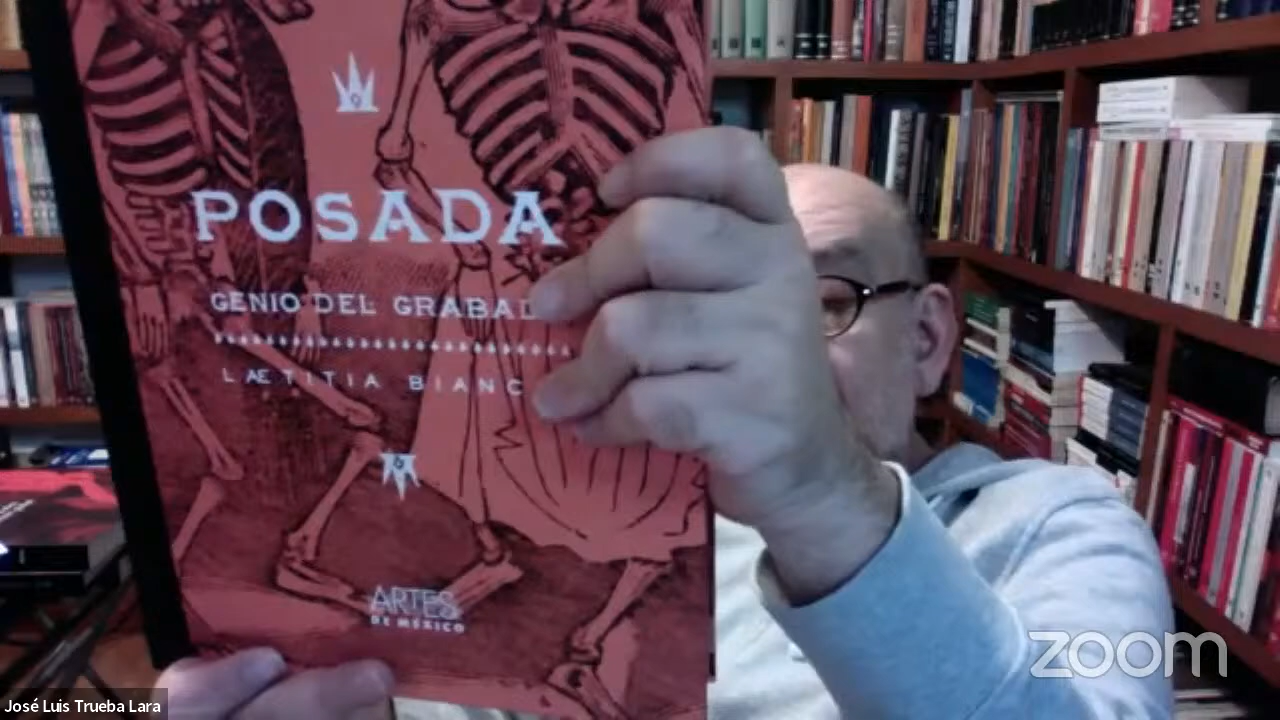 POSADA
GENIO DEL GRABAD
LÆTITIA BIANC
ARTES
DE MÉXICO
zoom
José Luis Trueba Lara